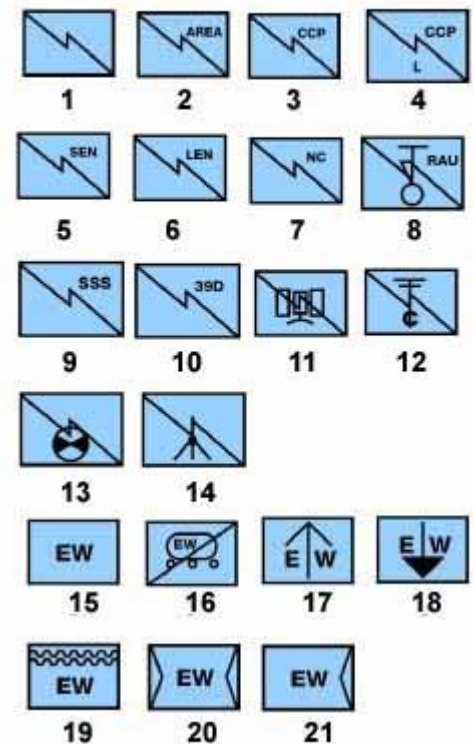 AREA CCP CCP
L
1 2 3 4
SEN LEN NC RAU
5 6 7 8
SSS 39D
9 10 11 12
13 14
EW EW E W E W
15 16 17 18
EW EW EW
19 20 21